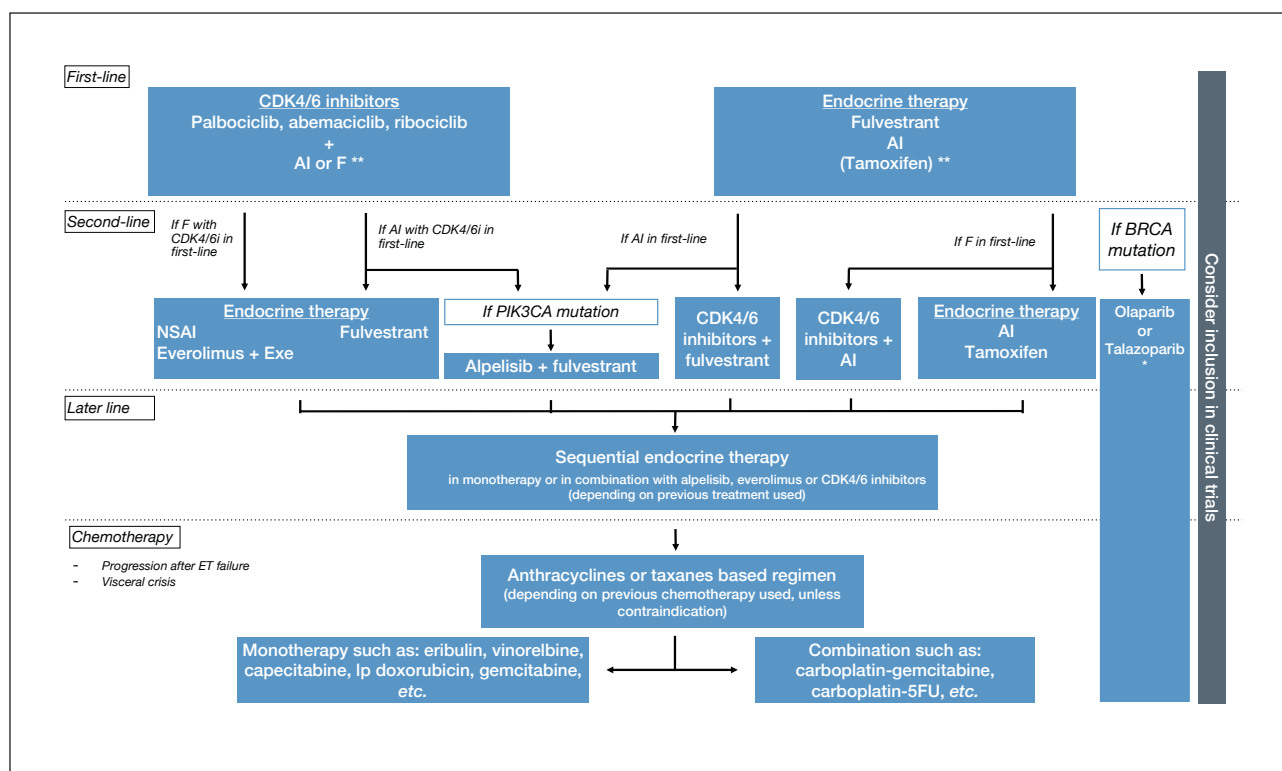 First-line
CDK4/6 inhibitors
Palbociclib, abemaciclib, ribociclib
+
AI or F **
Endocrine therapy
Fulvestrant
AI
(Tamoxifen) **
Second-line
If F with
CDK4/6i in
first-line
If AI with CDK4/6i in
first-line
If AI in first-line
If F in first-line
If BRCA
mutation
Endocrine therapy
NSAI Fulvestrant
Everolimus + Exe
If PIK3CA mutation
Alpelisib + fulvestrant
CDK4/6
inhibitors +
fulvestrant
CDK4/6
inhibitors +
AI
Endocrine therapy
AI
Tamoxifen
Olaparib
or
Talazoparib
*
Later line
Sequential endocrine therapy
in monotherapy or in combination with alpelisib, everolimus or CDK4/6 inhibitors
(depending on previous treatment used)
Chemotherapy
- Progression after ET failure
- Visceral crisis
Anthracyclines or taxanes based regimen
(depending on previous chemotherapy used, unless
contraindication)
Monotherapy such as: eribulin, vinorelbine,
capecitabine, lp doxorubicin, gemcitabine,
etc.
Combination such as:
carboplatin-gemcitabine,
carboplatin-5FU, etc.
Consider inclusion in clinical trials